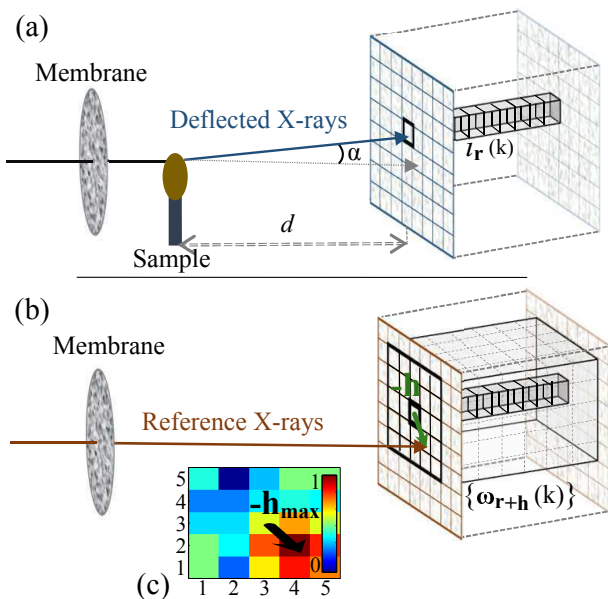 (a)
Membrane
Deflected X-rays
α
ι_r (k)
d
Sample
(b)
Membrane
-h
Reference X-rays
{ω_r+h (k)}
5
4
3
2
1
-h_max
1
0
(c)
1 2 3 4 5